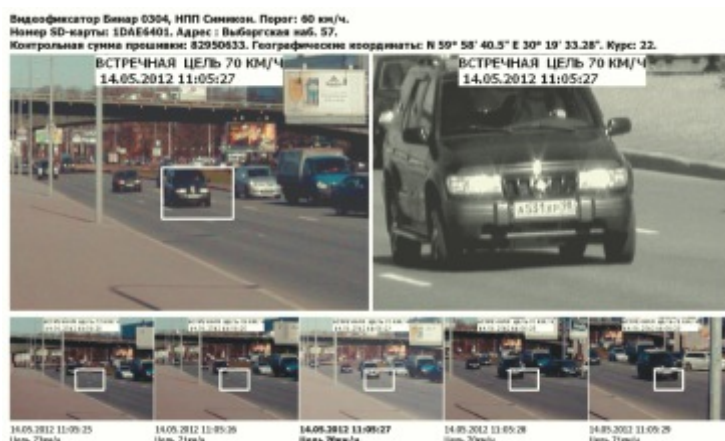 Видеофиксатор Бинар 0304, НПП Симикон. Порог: 60 км/ч.
Номер SD-карты: 1DAE6401. Адрес : Выборгская наб. 57.
Контрольная сумма прошивки: 82950633. Географические координаты: N 59° 58' 40.5" E 30° 19' 33.28". Курс: 22.
ВСТРЕЧНАЯ ЦЕЛЬ 70 КМ/Ч
14.05.2012 11:05:27
ВСТРЕЧНАЯ ЦЕЛЬ 70 КМ/Ч
14.05.2012 11:05:27
14.05.2012 11:05:25
14.05.2012 11:05:26
14.05.2012 11:05:27
14.05.2012 11:05:28
14.05.2012 11:05:29